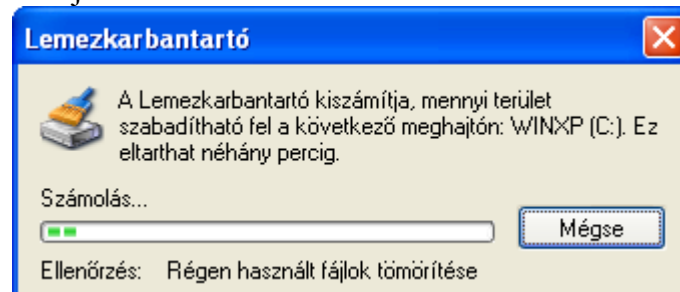 Lemezkarbantartó
A Lemezkarbantartó kiszámítja, mennyi terület
szabadítható fel a következő meghajtón: WINXP (C:). Ez
eltarthat néhány percig.
Számolás...
Mégse
Ellenőrzés: Régen használt fájlok tömörítése